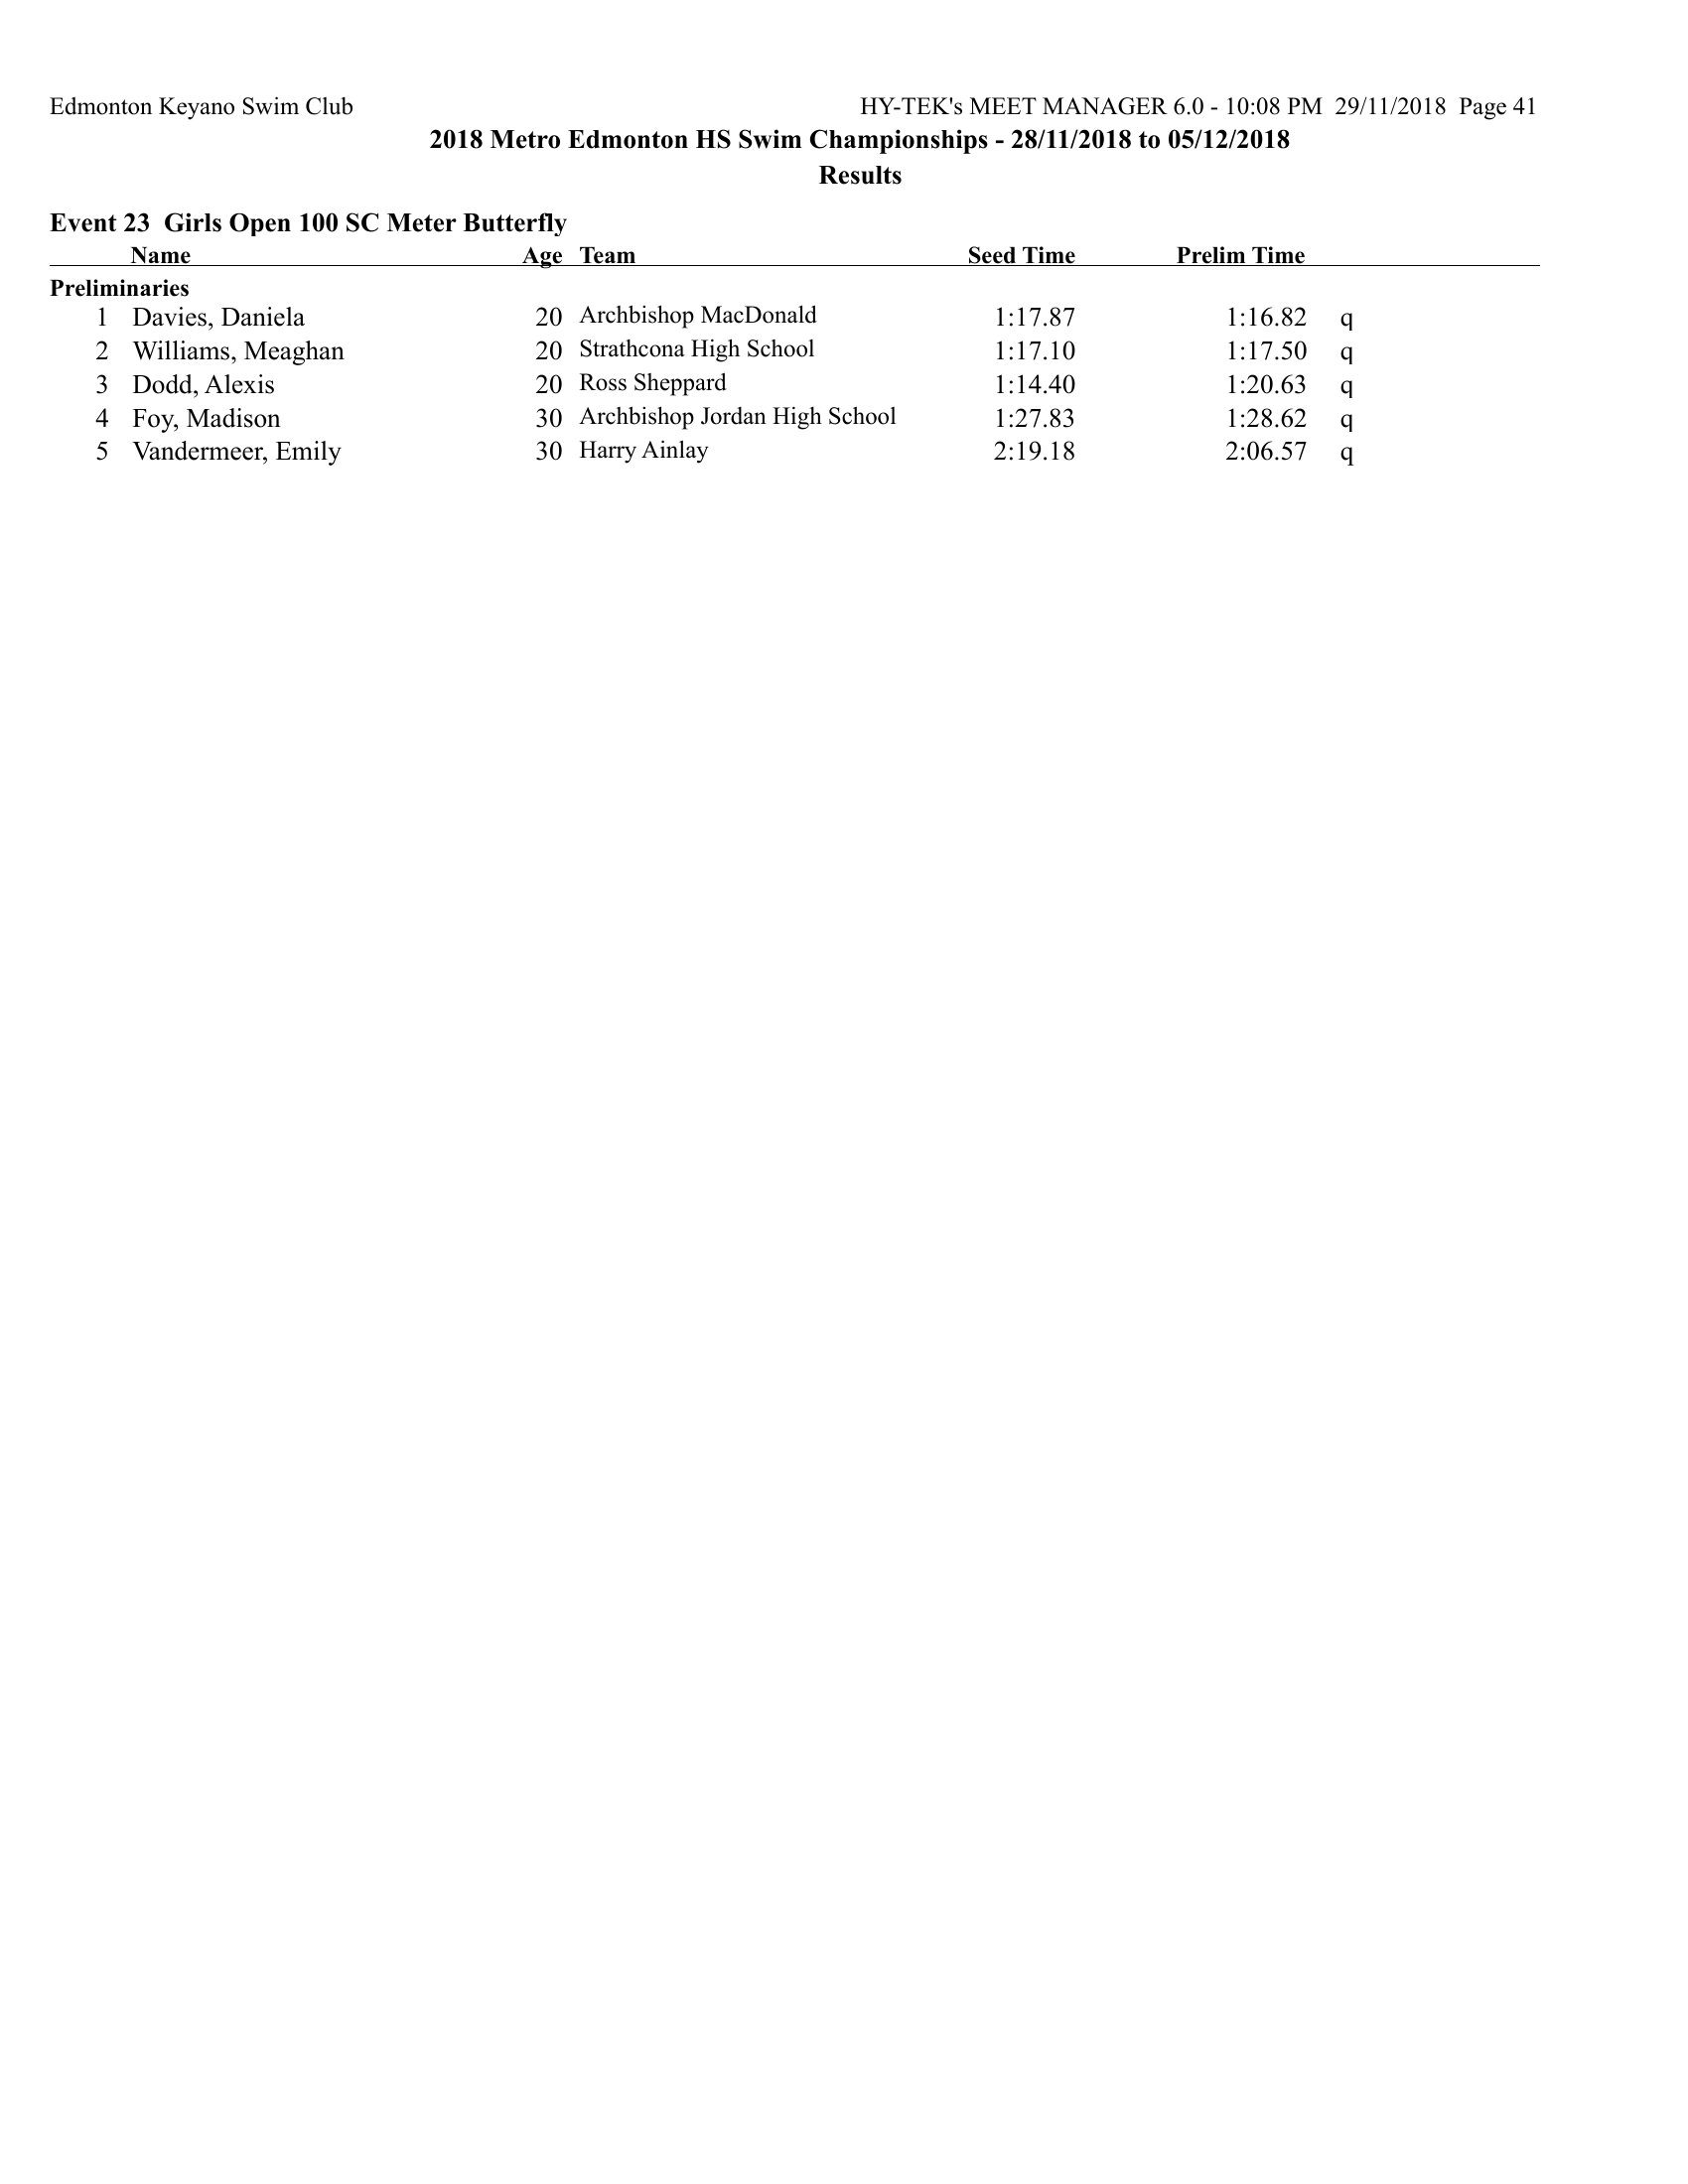 Edmonton Keyano Swim Club HY-TEK's MEET MANAGER 6.0 - 10:08 PM 29/11/2018 Page 41
2018 Metro Edmonton HS Swim Championships - 28/11/2018 to 05/12/2018
Results
Event 23 Girls Open 100 SC Meter Butterfly
Name Age Team Seed Time Prelim Time
Preliminaries
1 Davies, Daniela 20 Archbishop MacDonald 1:17.87 1:16.82 q
2 Williams, Meaghan 20 Strathcona High School 1:17.10 1:17.50 q
3 Dodd, Alexis 20 Ross Sheppard 1:14.40 1:20.63 q
4 Foy, Madison 30 Archbishop Jordan High School 1:27.83 1:28.62 q
5 Vandermeer, Emily 30 Harry Ainlay 2:19.18 2:06.57 q